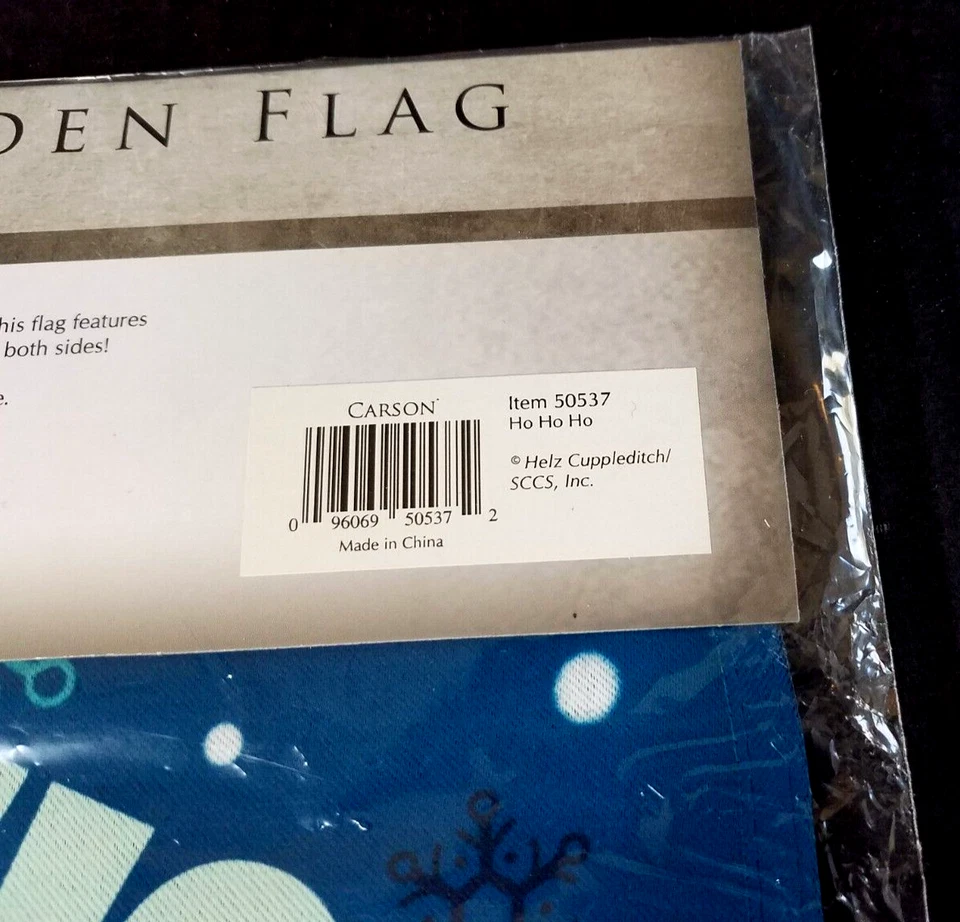 DEN FLAG
his flag features
both sides!
e.
CARSON
Item 50537
Ho Ho Ho
© Helz Cuppleditch/
SCCS, Inc.
0 96069 50537 2
Made in China